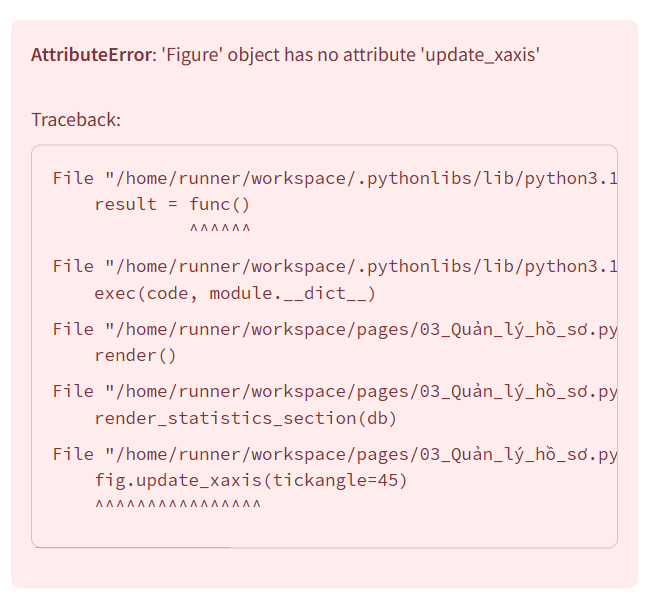 AttributeError: 'Figure' object has no attribute 'update_xaxis'
Traceback:
File "/home/runner/workspace/.pythonlibs/lib/python3.1
result = func()
^^^^^^
File "/home/runner/workspace/.pythonlibs/lib/python3.1
exec(code, module.__dict__)
File "/home/runner/workspace/pages/03_Quản_lý_hồ_sơ.py
render()
File "/home/runner/workspace/pages/03_Quản_lý_hồ_sơ.py
render_statistics_section(db)
File "/home/runner/workspace/pages/03_Quản_lý_hồ_sơ.py
fig.update_xaxis(tickangle=45)
^^^^^^^^^^^^^^^^